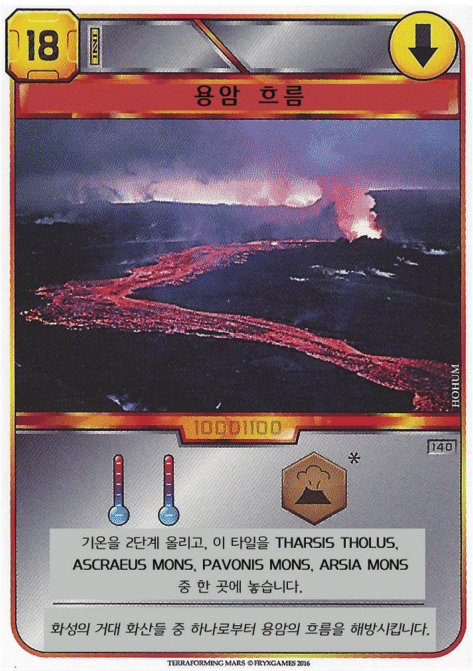 18
용암 흐름
HOHUM
10001100
140
*
기온을 2단계 올리고, 이 타일을 THARSIS THOLUS,
ASCRAEUS MONS, PAVONIS MONS, ARSIA MONS
중 한 곳에 놓습니다.
화성의 거대 화산들 중 하나로부터 용암의 흐름을 해방시킵니다.
TERRAFORMING MARS © FRYXGAMES 2016